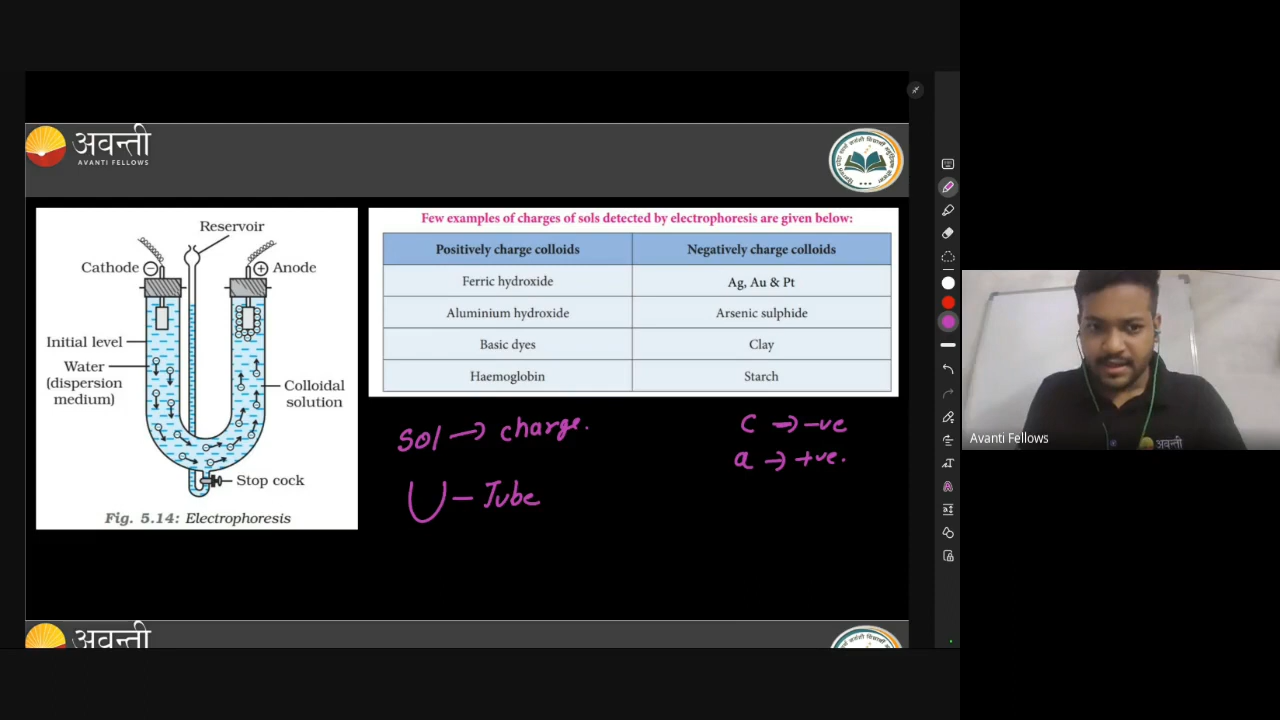 अवन्ती
AVANTI FELLOWS
Reservoir
Cathode
Anode
Initial level
Water
(dispersion
medium)
Colloidal
solution
Stop cock
Fig. 5.14: Electrophoresis
Few examples of charges of sols detected by electrophoresis are given below:
Positively charge colloids Negatively charge colloids
Ferric hydroxide Ag, Au & Pt
Aluminium hydroxide Arsenic sulphide
Basic dyes Clay
Haemoglobin Starch
Sol → charge.
C → -ve
a → +ve.
U - Tube
Avanti Fellows
अवन्ती
अवन्ती